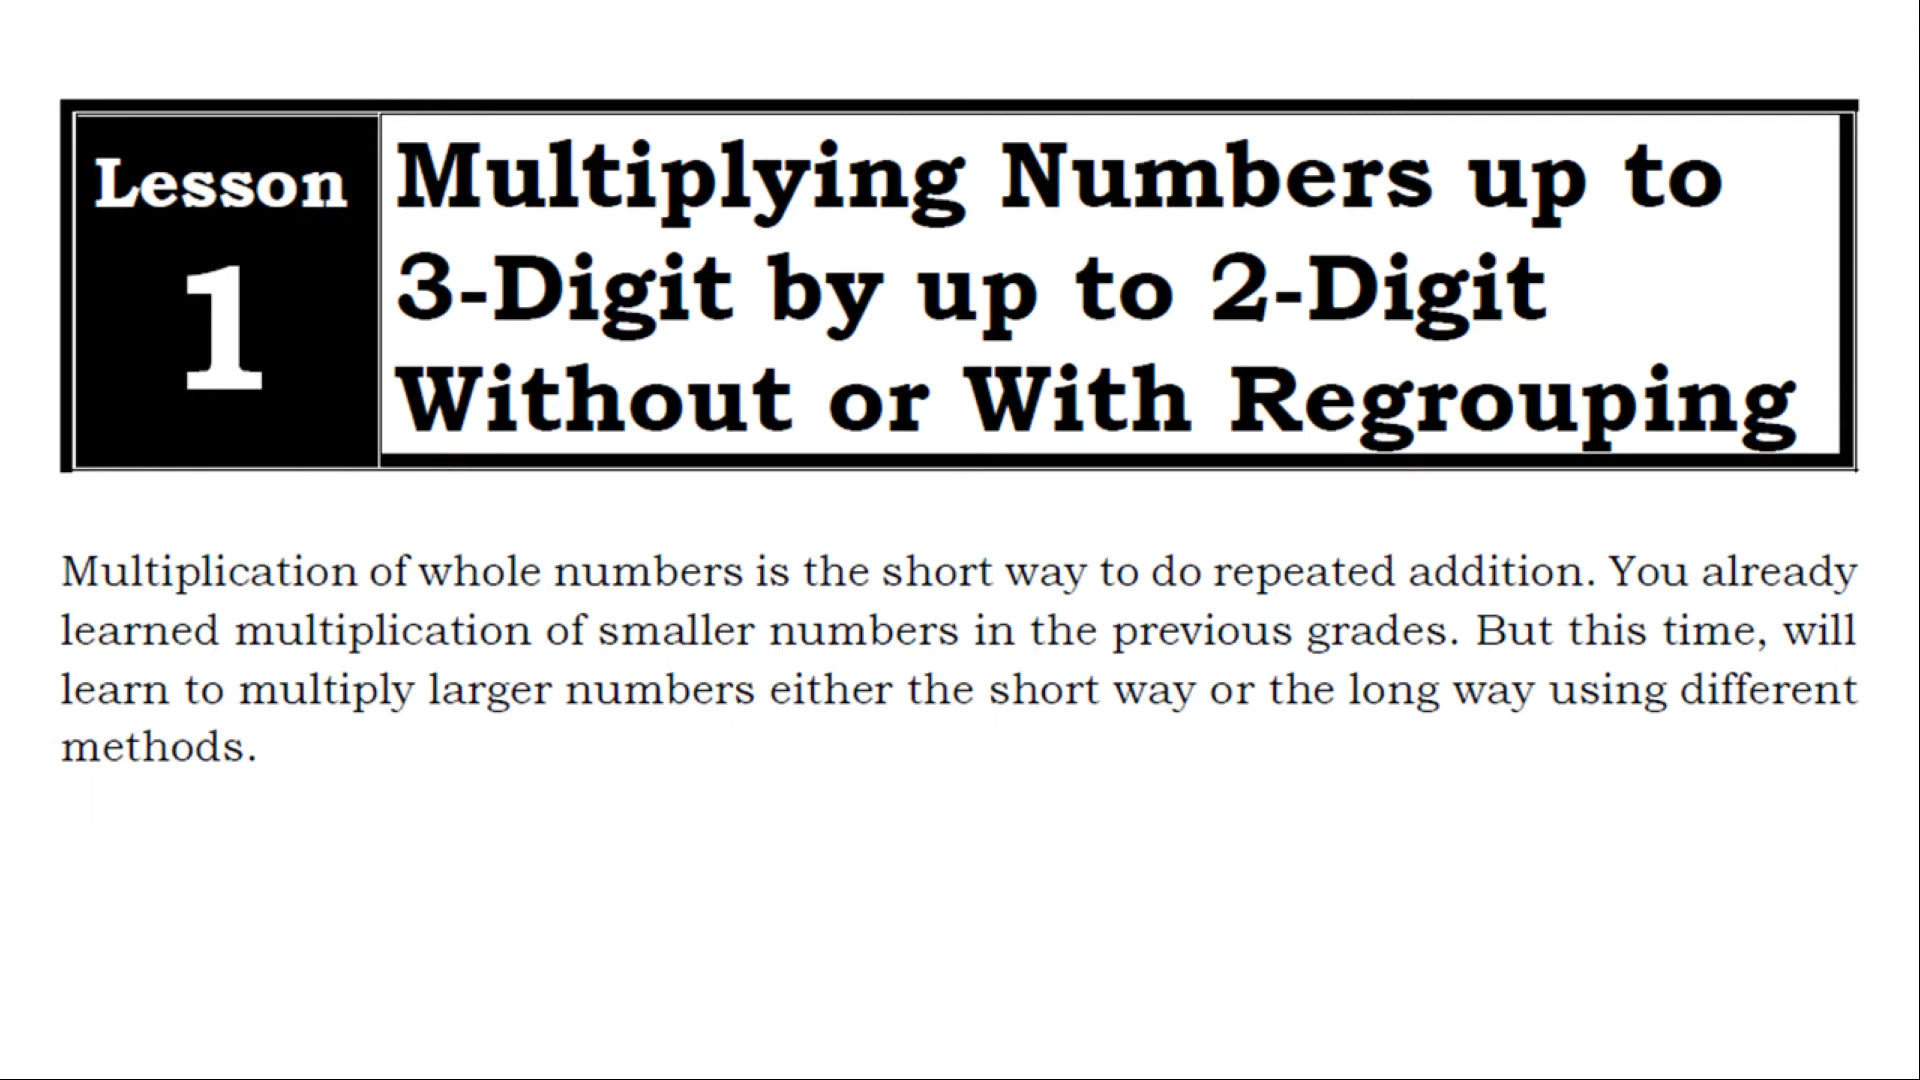 Lesson
1
Multiplying Numbers up to
3-Digit by up to 2-Digit
Without or With Regrouping
Multiplication of whole numbers is the short way to do repeated addition. You already
learned multiplication of smaller numbers in the previous grades. But this time, will
learn to multiply larger numbers either the short way or the long way using different
methods.